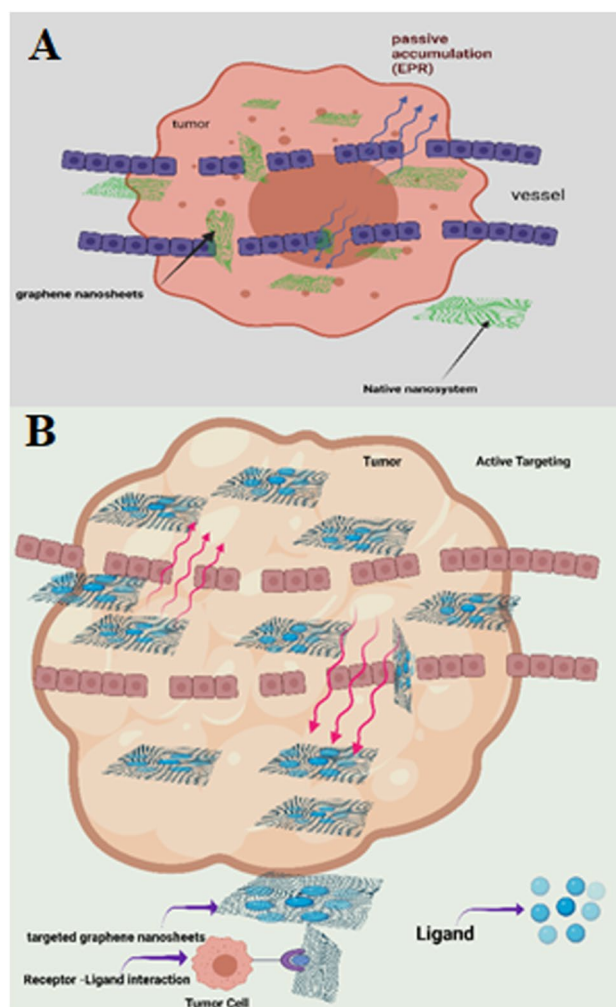 A
passive
accumulation
(EPR)
tumor
vessel
graphene nanosheets
Native nanosystem
B
Tumor
Active Targeting
targeted graphene nanosheets
Ligand
Receptor -Ligand interaction
Tumor Cell